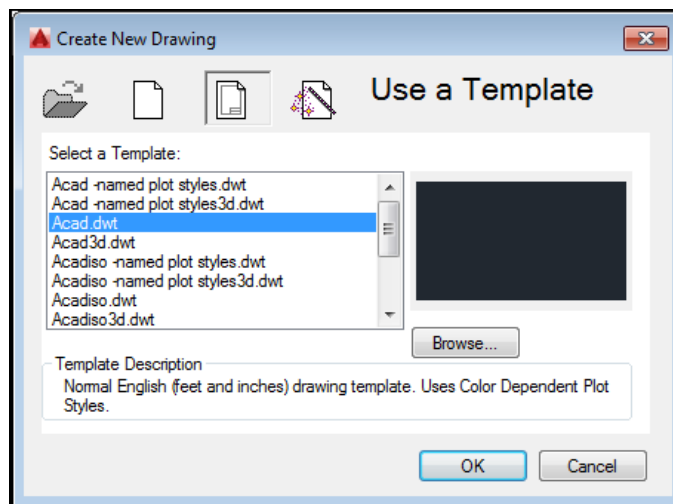 Create New Drawing
Use a Template
Select a Template:
Acad -named plot styles.dwt
Acad -named plot styles3d.dwt
Acad.dwt
Acad3d.dwt
Acadiso -named plot styles.dwt
Acadiso -named plot styles3d.dwt
Acadiso.dwt
Acadiso3d.dwt
Browse...
Template Description
Normal English (feet and inches) drawing template. Uses Color Dependent Plot
Styles.
OK
Cancel